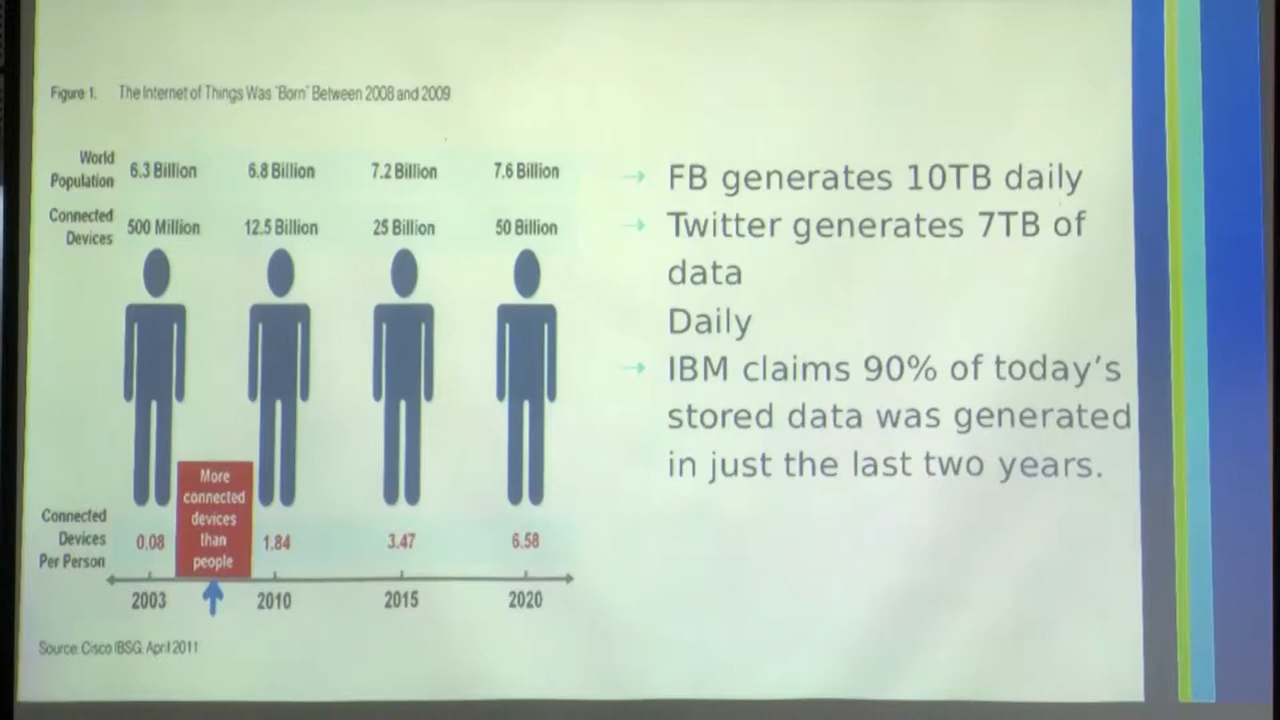 Figure 1. The Internet of Things Was "Born" Between 2008 and 2009
World
Population
6.3 Billion 6.8 Billion 7.2 Billion 7.6 Billion
Connected
Devices
500 Million 12.5 Billion 25 Billion 50 Billion
More
connected
devices
than
people
Connected
Devices
Per Person
0.08 1.84 3.47 6.58
2003 2010 2015 2020
Source: Cisco IBSG, April 2011
→ FB generates 10TB daily
→ Twitter generates 7TB of
data
Daily
→ IBM claims 90% of today’s
stored data was generated
in just the last two years.